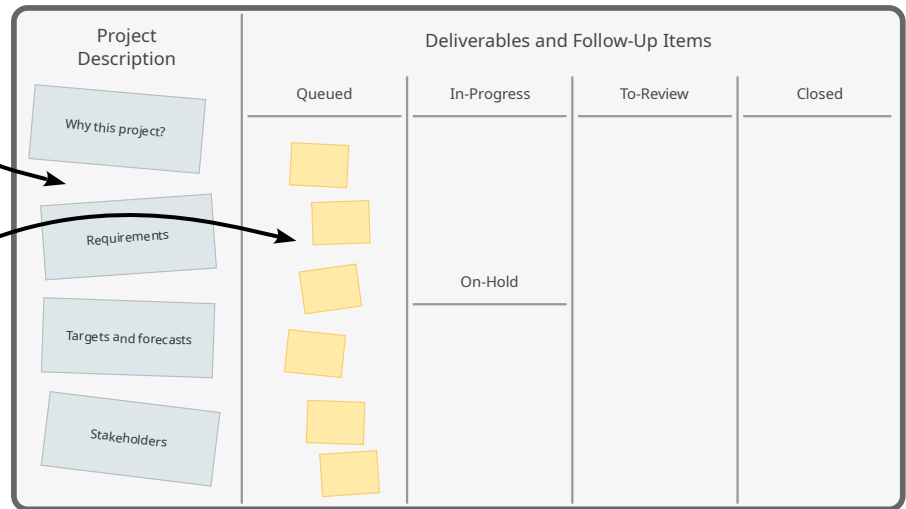 Project
Description
Deliverables and Follow-Up Items
Queued
In-Progress
To-Review
Closed
Why this project?
Requirements
On-Hold
Targets and forecasts
Stakeholders